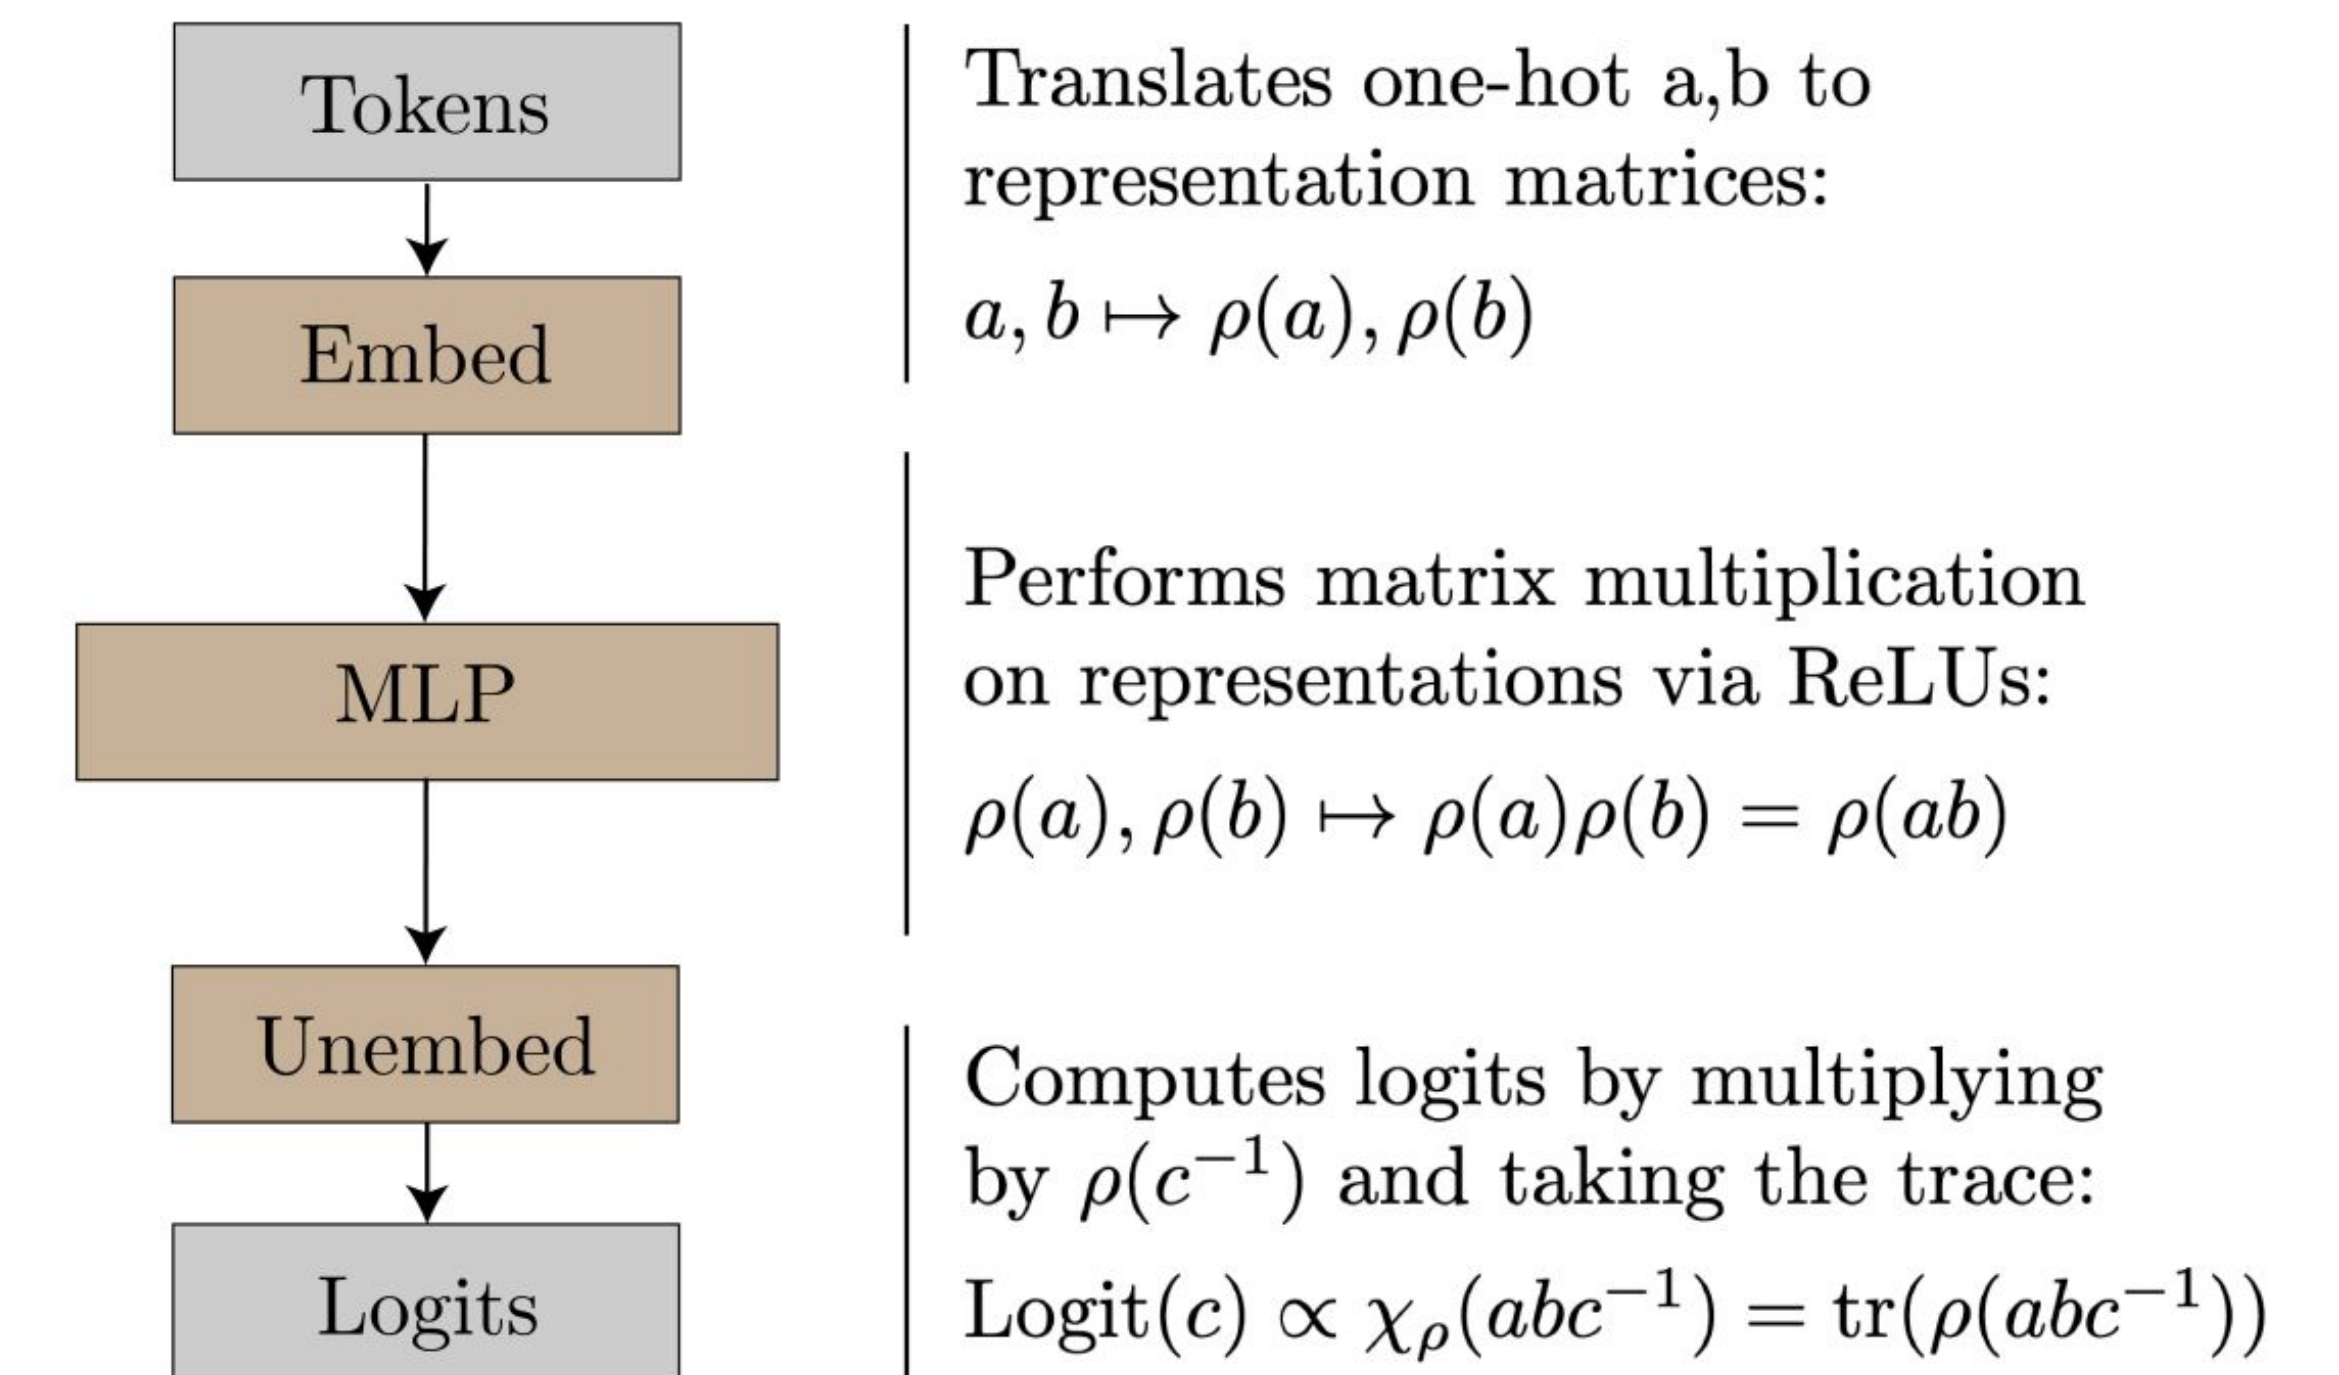 Tokens
Embed
MLP
Unembed
Logits
Translates one-hot a,b to
representation matrices:
a, b ↦ ρ(a), ρ(b)
Performs matrix multiplication
on representations via ReLUs:
ρ(a), ρ(b) ↦ ρ(a)ρ(b) = ρ(ab)
Computes logits by multiplying
by ρ(c⁻¹) and taking the trace:
Logit(c) ∝ χᵨ(abc⁻¹) = tr(ρ(abc⁻¹))